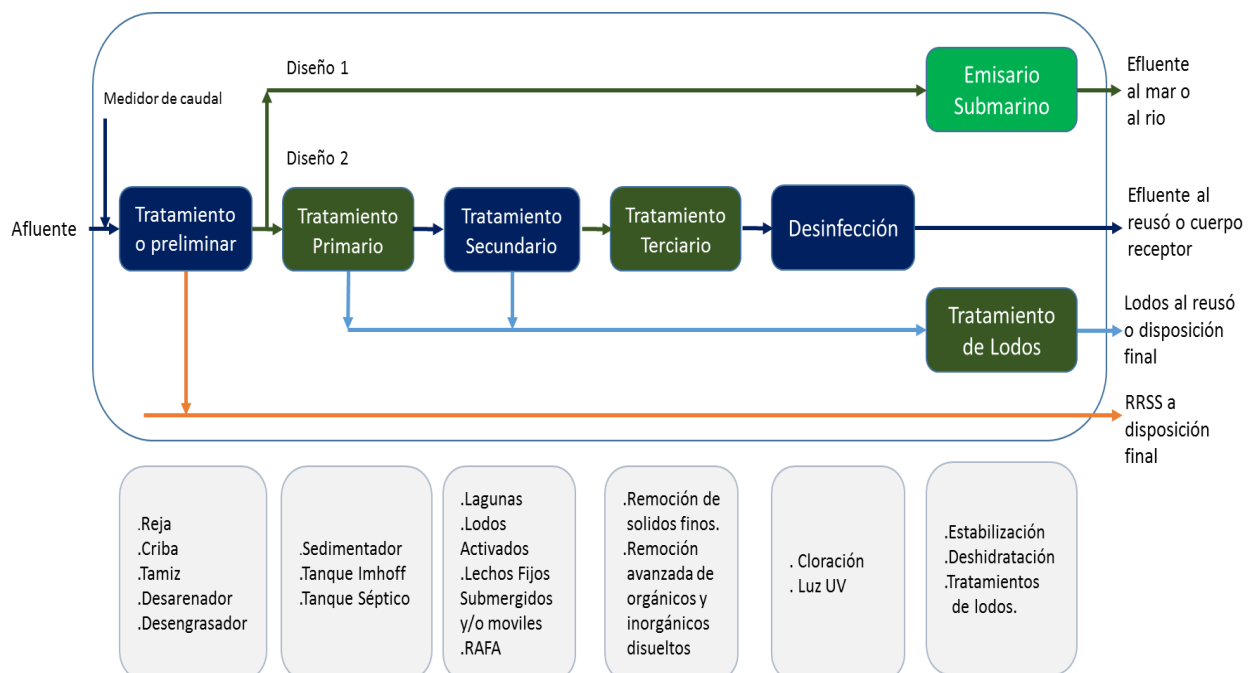 Diseño 1
Emisario
Submarino
Efluente
al mar o
al rio
Medidor de caudal
Diseño 2
Afluente
Tratamiento
o preliminar
Tratamiento
Primario
Tratamiento
Secundario
Tratamiento
Terciario
Desinfección
Efluente al
reusó o cuerpo
receptor
Tratamiento
de Lodos
Lodos al reusó
o disposición
final
RRSS a
disposición
final
.Reja
.Criba
.Tamiz
.Desarenador
.Desengrasador
.Sedimentador
.Tanque Imhoff
.Tanque Séptico
.Lagunas
.Lodos
Activados
.Lechos Fijos
Submergidos
y/o moviles
.RAFA
.Remoción de
solidos finos.
.Remoción
avanzada de
orgánicos y
inorgánicos
disueltos
. Cloración
. Luz UV
.Estabilización
.Deshidratación
.Tratamientos
de lodos.